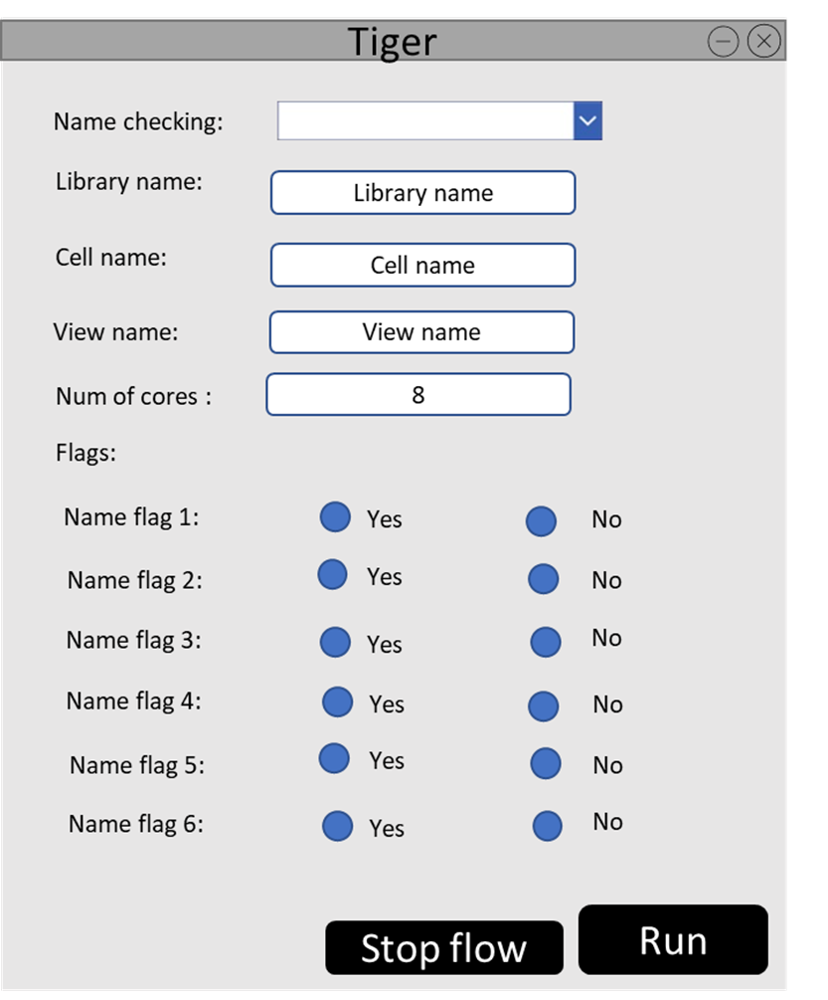 Tiger
Name checking:
Library name: Library name
Cell name: Cell name
View name: View name
Num of cores : 8
Flags:
Name flag 1: Yes No
Name flag 2: Yes No
Name flag 3: Yes No
Name flag 4: Yes No
Name flag 5: Yes No
Name flag 6: Yes No
Stop flow Run